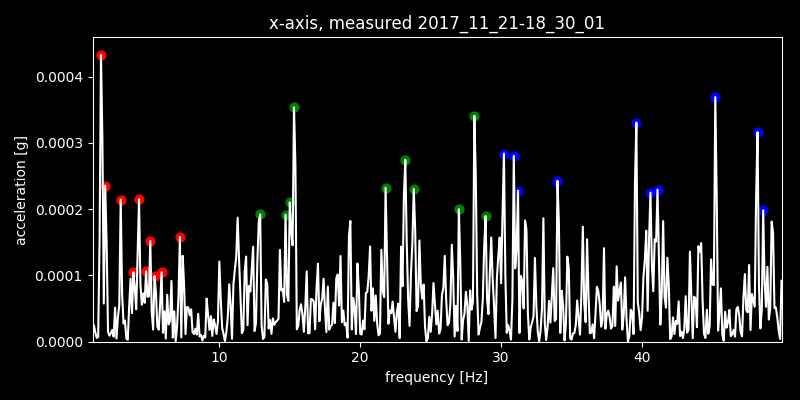 x-axis, measured 2017_11_21-18_30_01
acceleration [g]
0.0004
0.0003
0.0002
0.0001
0.0000
10 20 30 40
frequency [Hz]